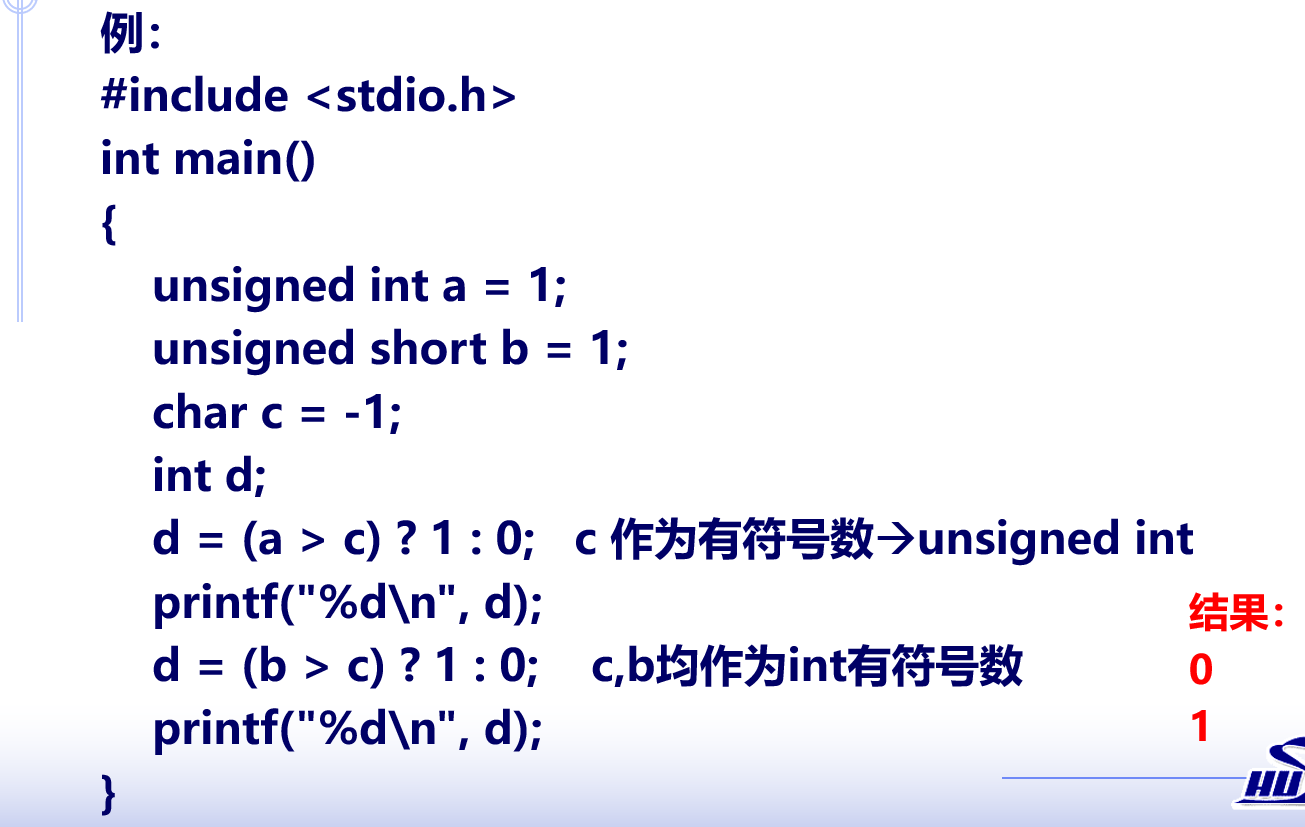 例：
#include <stdio.h>
int main()
{
unsigned int a = 1;
unsigned short b = 1;
char c = -1;
int d;
d = (a > c) ? 1 : 0; c 作为有符号数→unsigned int
printf("%d\n", d);
d = (b > c) ? 1 : 0; c,b均作为int有符号数
printf("%d\n", d);
}
结果：
0
1
HU